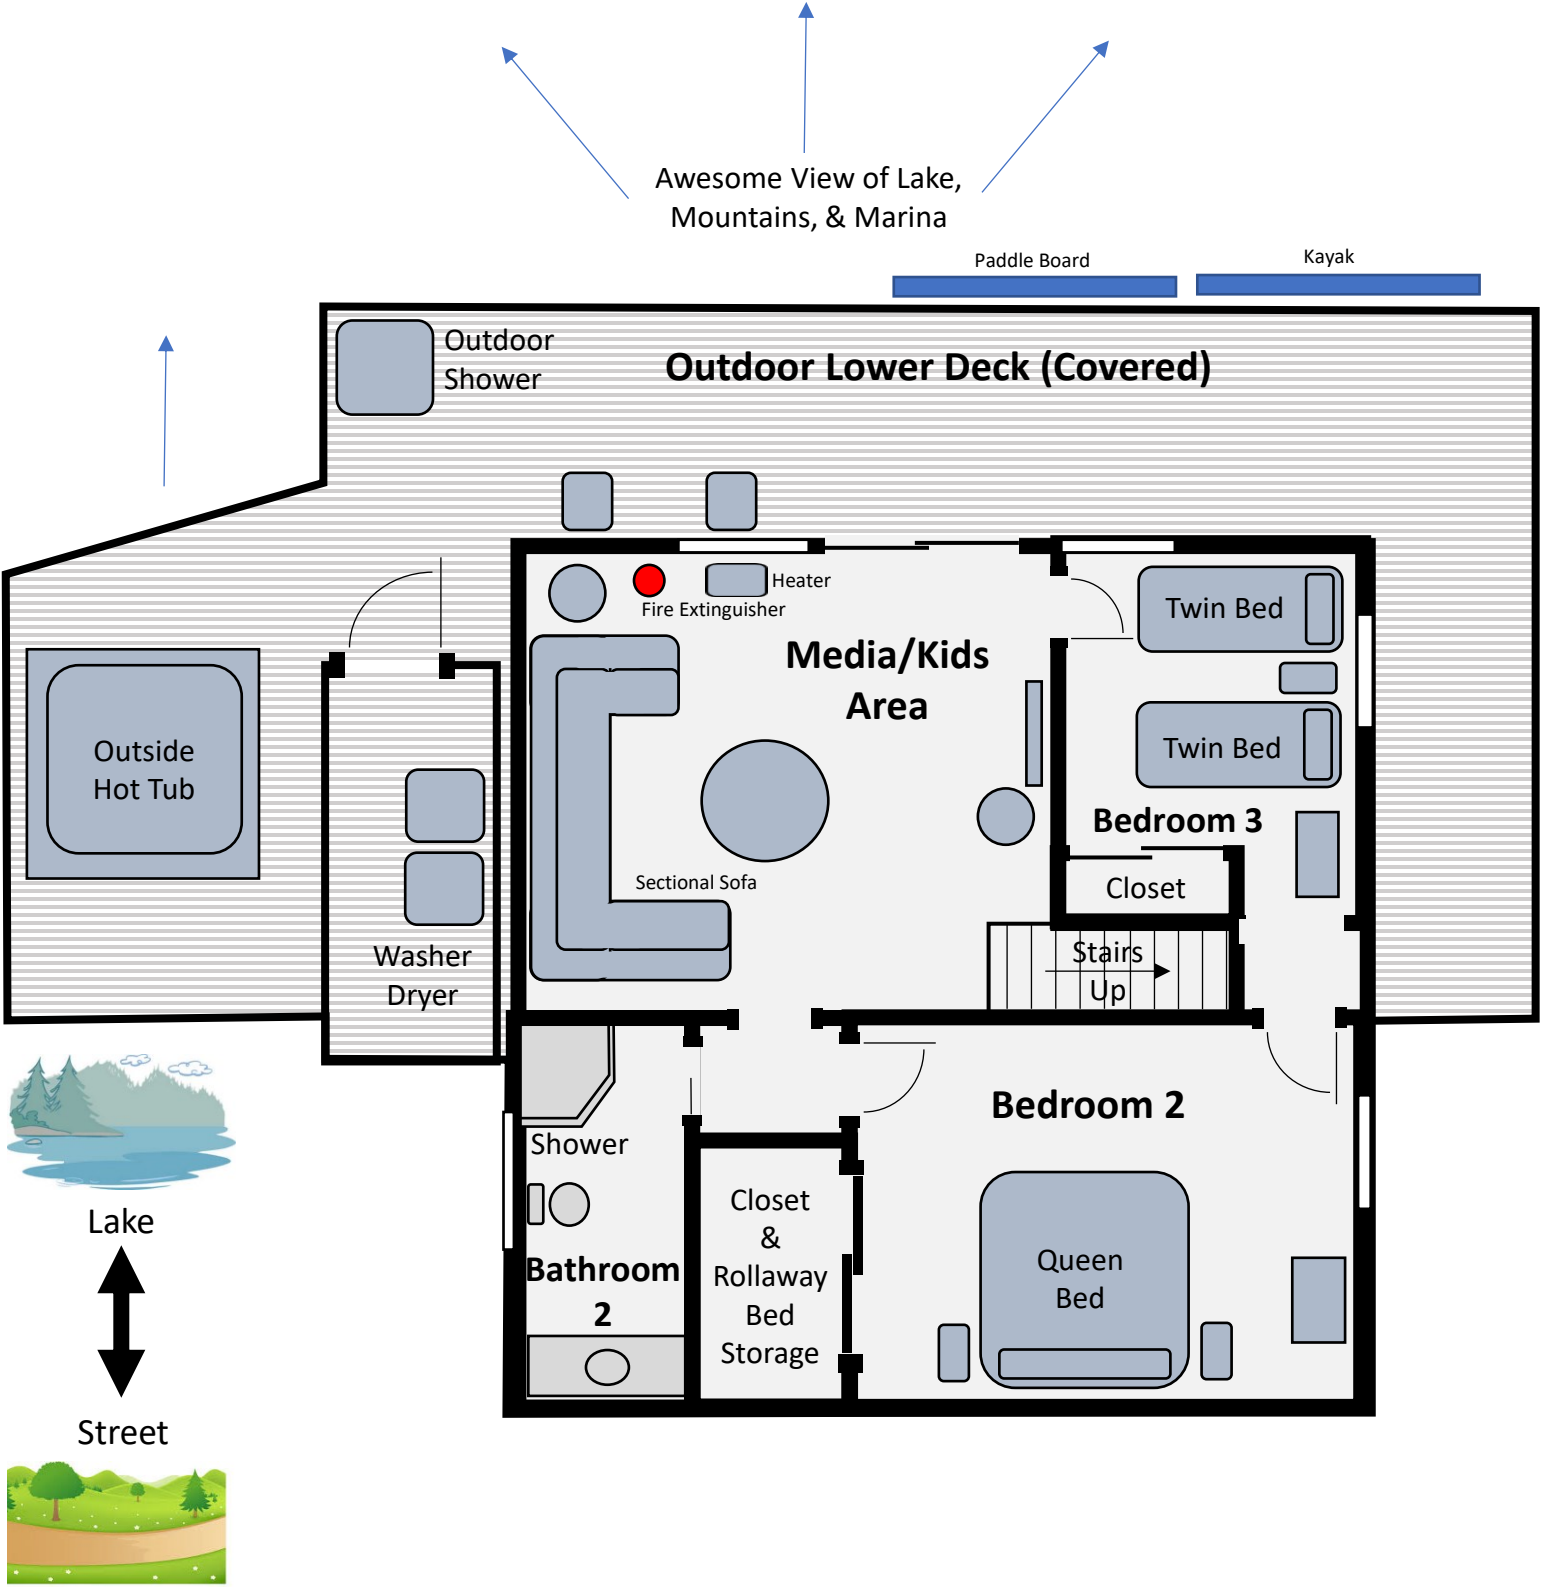 Awesome View of Lake,
Mountains, & Marina
Paddle Board
Kayak
Outdoor
Shower
Outdoor Lower Deck (Covered)
Heater
Fire Extinguisher
Twin Bed
Media/Kids
Area
Outside
Hot Tub
Twin Bed
Bedroom 3
Sectional Sofa
Closet
Washer
Dryer
Stairs
Up
Bedroom 2
Shower
Lake
Closet
&
Rollaway
Bed
Storage
Bathroom
2
Queen
Bed
Street